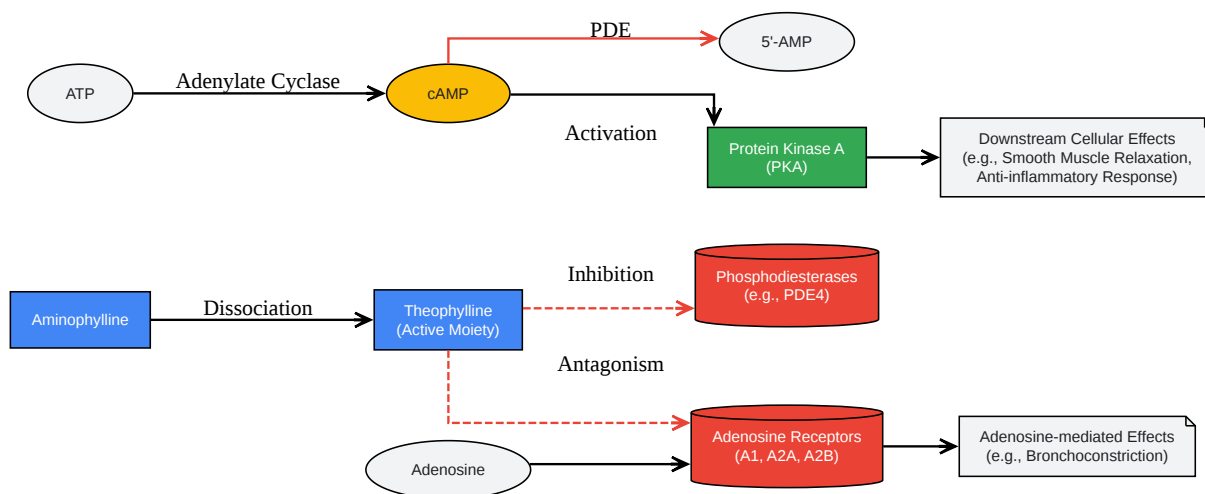 PDE
5'-AMP
Adenylate Cyclase
ATP
cAMP
Activation
Protein Kinase A
(PKA)
Downstream Cellular Effects
(e.g., Smooth Muscle Relaxation,
Anti-inflammatory Response)
Inhibition
Phosphodiesterases
(e.g., PDE4)
Aminophylline
Dissociation
Theophylline
(Active Moiety)
Antagonism
Adenosine Receptors
(A1, A2A, A2B)
Adenosine-mediated Effects
(e.g., Bronchoconstriction)
Adenosine